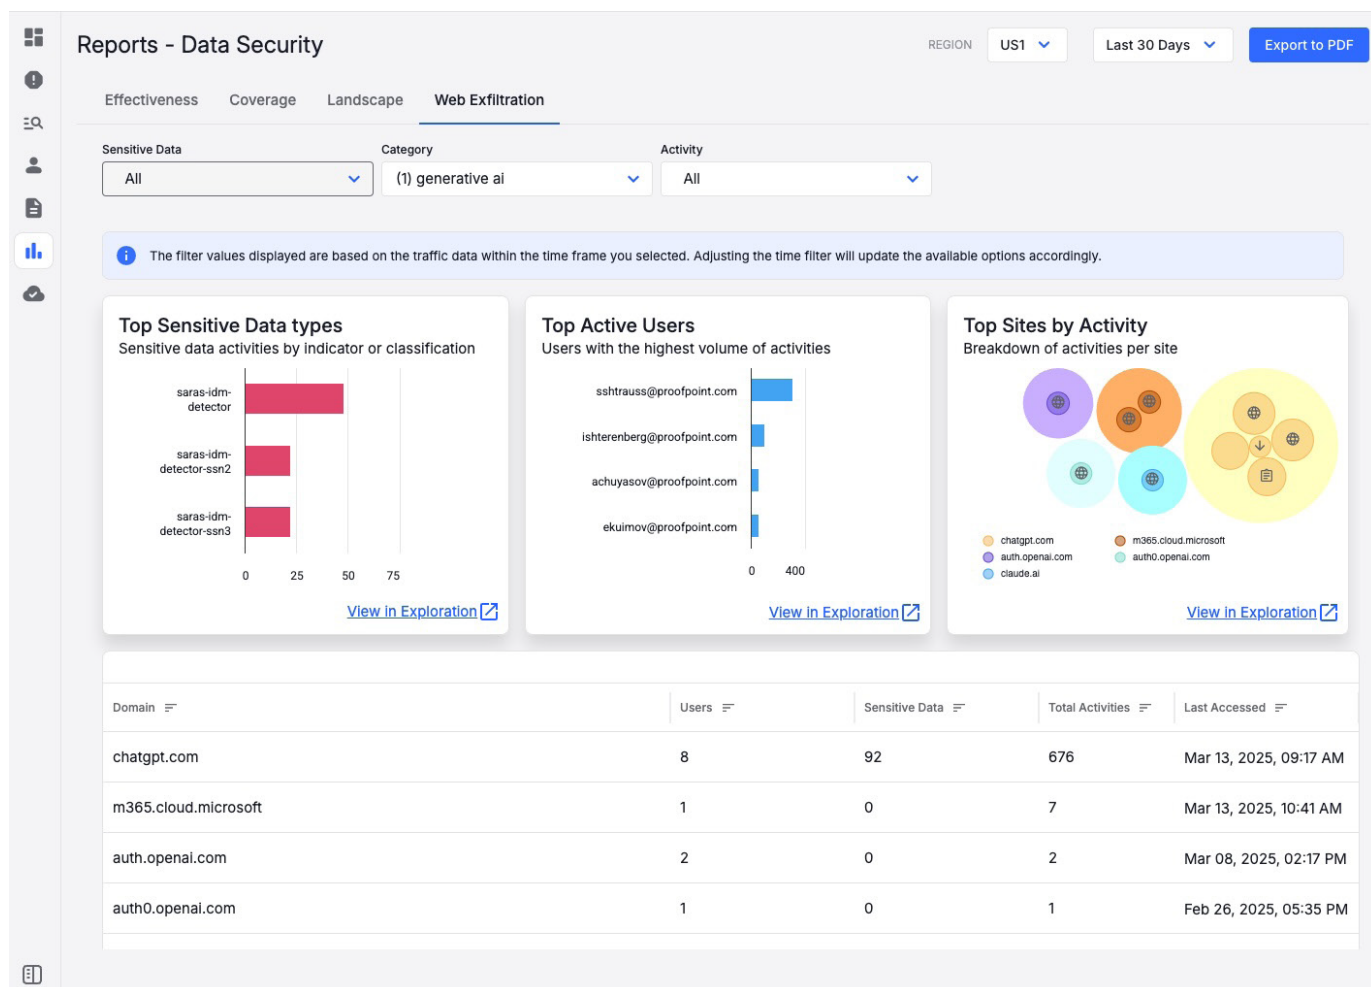 Reports - Data Security
REGION
US1
Last 30 Days
Export to PDF
Effectiveness
Coverage
Landscape
Web Exfiltration
Sensitive Data
Category
Activity
All
(1) generative ai
All
The filter values displayed are based on the traffic data within the time frame you selected. Adjusting the time filter will update the available options accordingly.
Top Sensitive Data types
Sensitive data activities by indicator or classification
saras-idm-
detector
saras-idm-
detector-ssn2
saras-idm-
detector-ssn3
0 25 50 75
View in Exploration
Top Active Users
Users with the highest volume of activities
sshtrauss@proofpoint.com
ishterenberg@proofpoint.com
achuyasov@proofpoint.com
ekuimov@proofpoint.com
0 400
View in Exploration
Top Sites by Activity
Breakdown of activities per site
chatgpt.com
m365.cloud.microsoft
auth.openai.com
auth0.openai.com
claude.ai
View in Exploration
Domain Users Sensitive Data Total Activities Last Accessed
chatgpt.com 8 92 676 Mar 13, 2025, 09:17 AM
m365.cloud.microsoft 1 0 7 Mar 13, 2025, 10:41 AM
auth.openai.com 2 0 2 Mar 08, 2025, 02:17 PM
auth0.openai.com 1 0 1 Feb 26, 2025, 05:35 PM